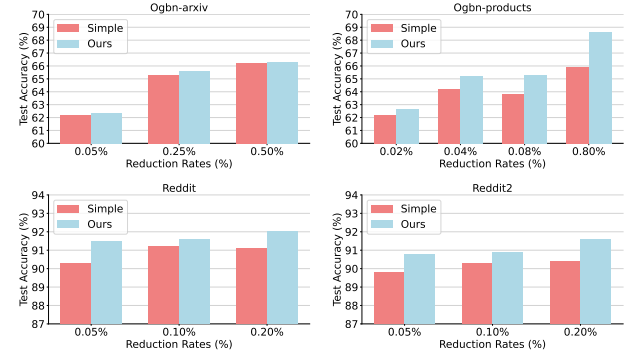 Ogbn-arxiv
70
69
68
67
66
65
64
63
62
61
60
Test Accuracy (%)
Simple
Ours
0.05%
0.25%
0.50%
Reduction Rates (%)
Ogbn-products
70
69
68
67
66
65
64
63
62
61
60
Test Accuracy (%)
Simple
Ours
0.02%
0.04%
0.08%
0.80%
Reduction Rates (%)
Reddit
94
93
92
91
90
89
88
87
Test Accuracy (%)
Simple
Ours
0.05%
0.10%
0.20%
Reduction Rates (%)
Reddit2
94
93
92
91
90
89
88
87
Test Accuracy (%)
Simple
Ours
0.05%
0.10%
0.20%
Reduction Rates (%)